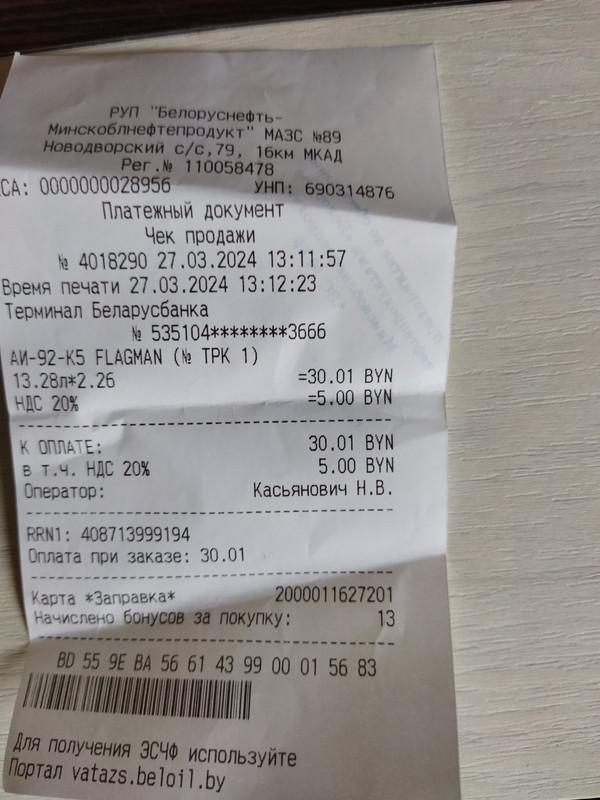 РУП "Белоруснефть-
Минскоблнефтепродукт" МАЗС №89
Новодворский с/с,79, 16км МКАД
Рег.№ 110058478
СА: 0000000028956 УНП: 690314876
Платежный документ
Чек продажи
№ 4018290 27.03.2024 13:11:57
Время печати 27.03.2024 13:12:23
Терминал Беларусбанка
№ 535104********3666
АИ-92-К5 FLAGMAN (№ ТРК 1)
13.28л*2.26 =30.01 BYN
НДС 20% =5.00 BYN
К ОПЛАТЕ: 30.01 BYN
в т.ч. НДС 20% 5.00 BYN
Оператор: Касьянович Н.В.
RRN1: 408713999194
Оплата при заказе: 30.01
Карта *Заправка* 2000011627201
Начислено бонусов за покупку: 13
BD 55 9E BA 56 61 43 99 00 01 56 83
Для получения ЭСЧФ используйте
Портал vatazs.beloil.by